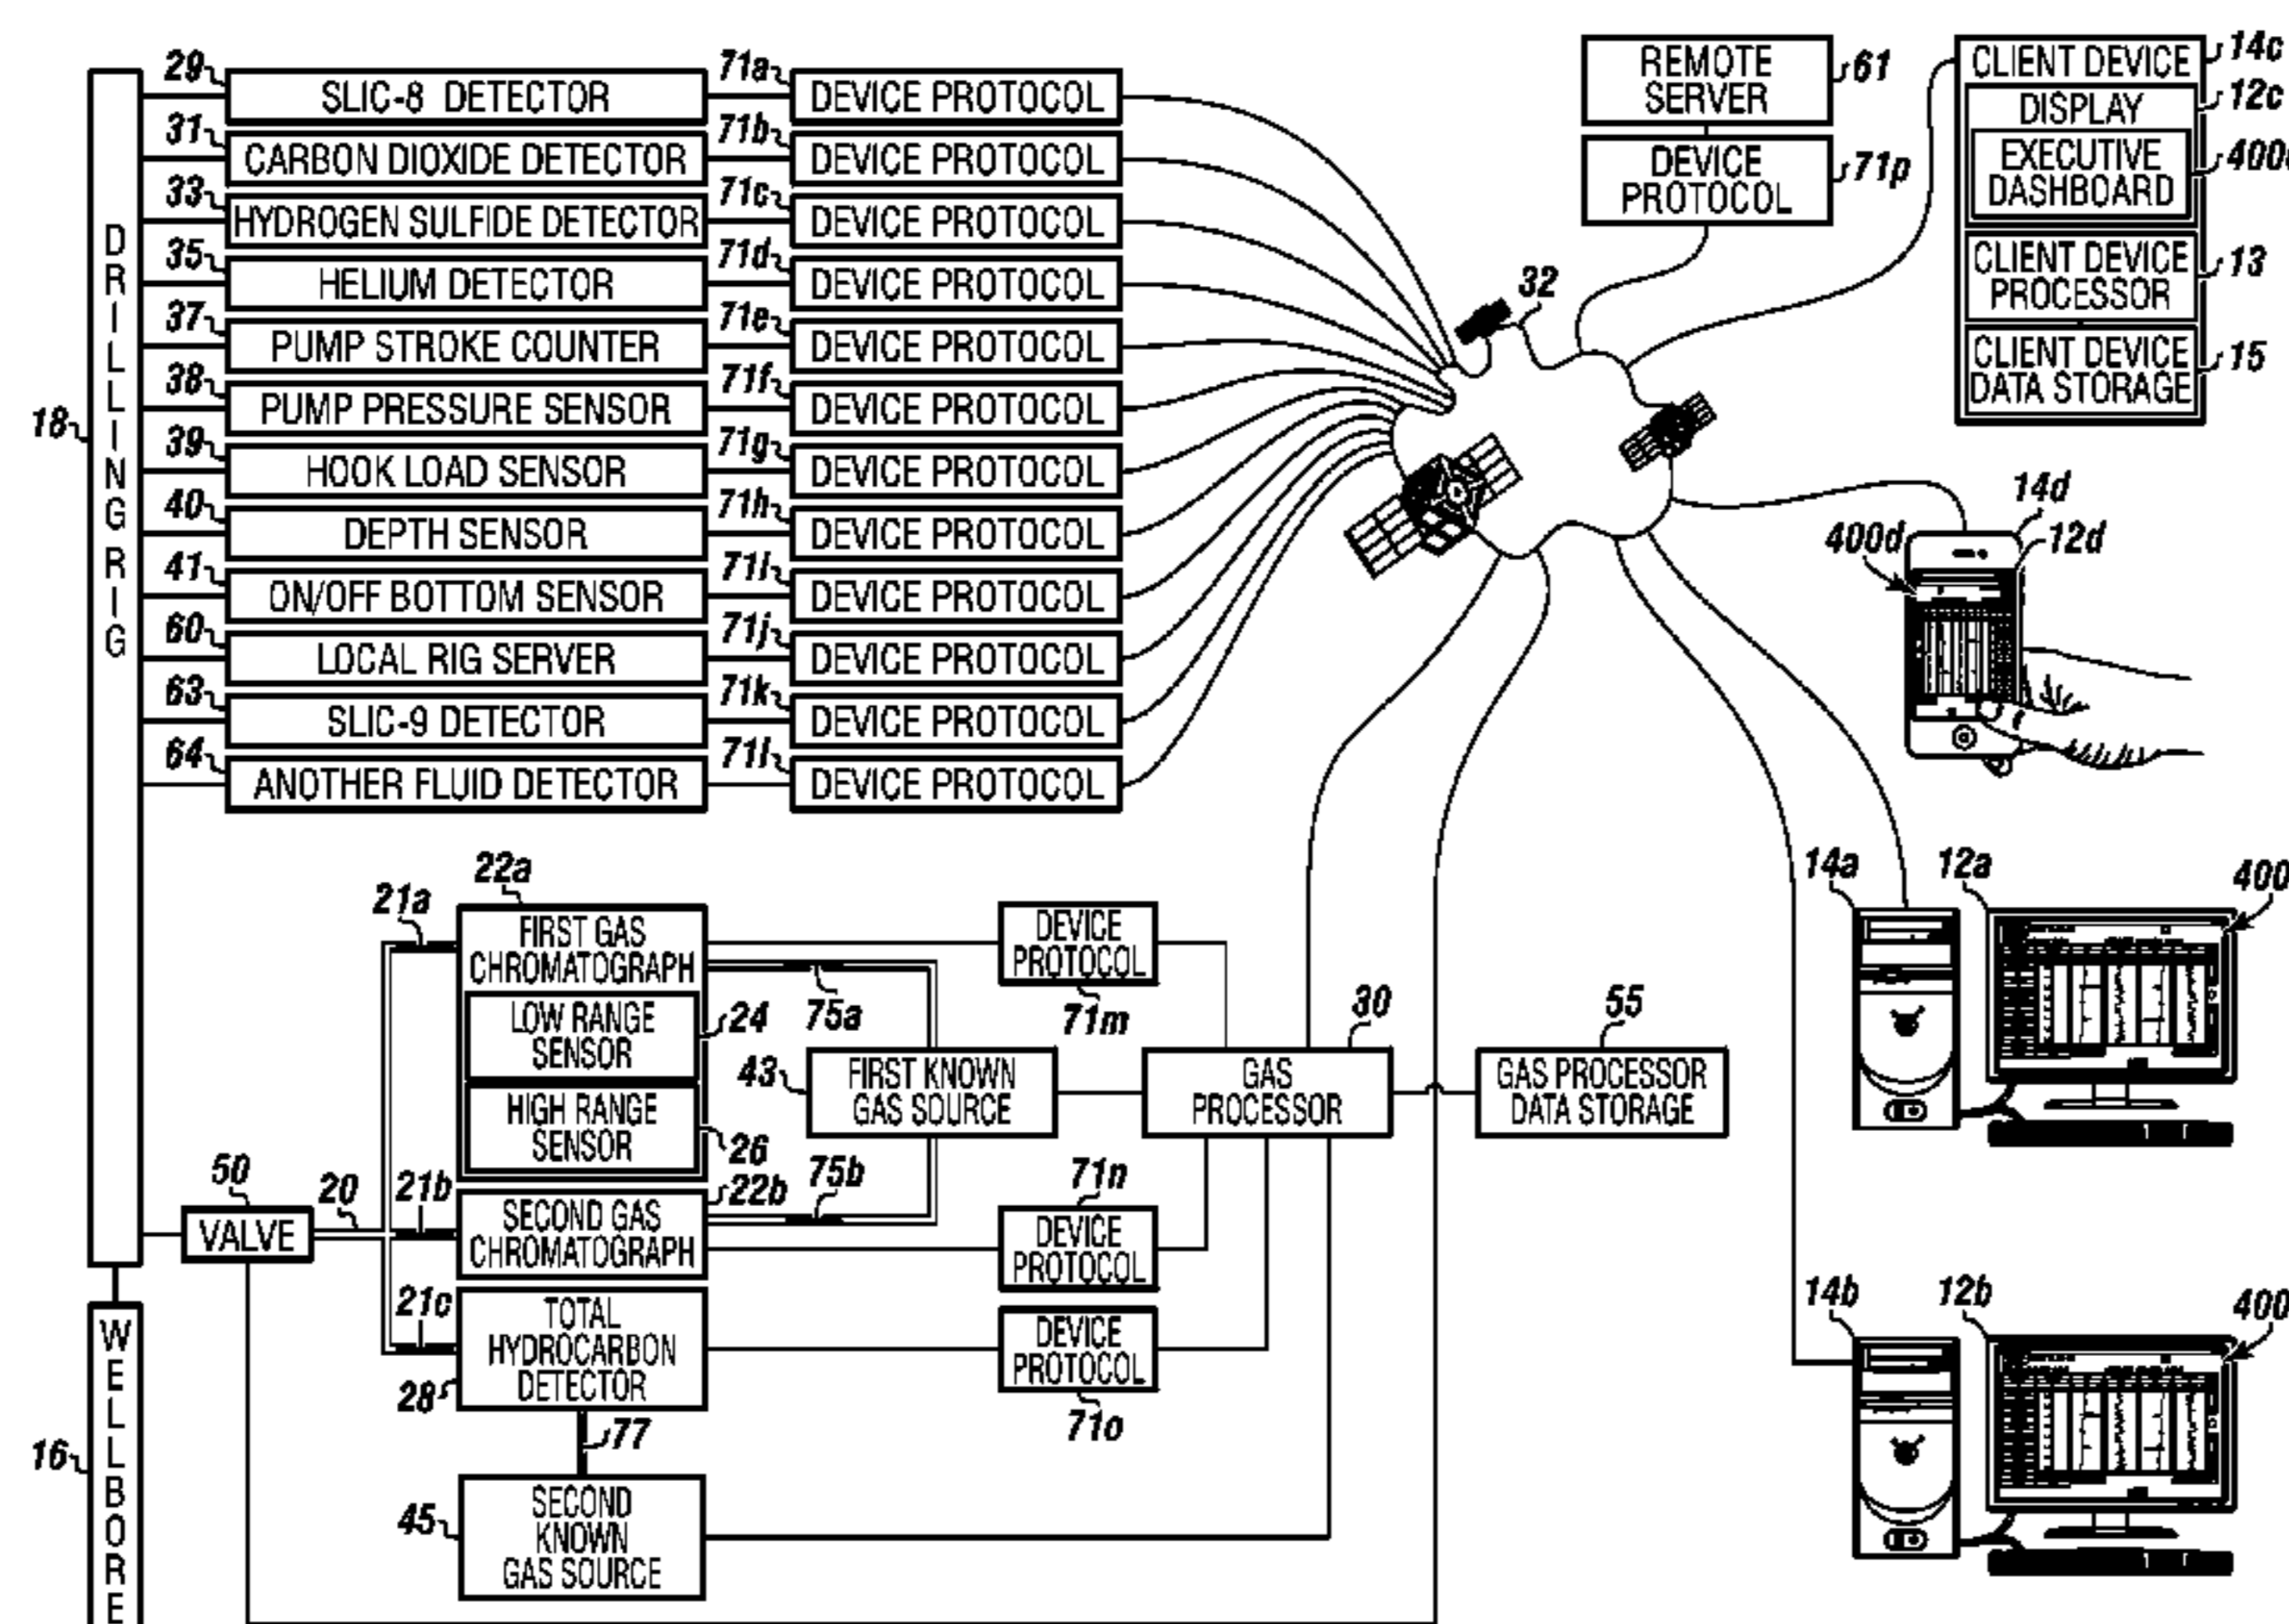 29
SLIC-8 DETECTOR
71a
DEVICE PROTOCOL
31
CARBON DIOXIDE DETECTOR
71b
DEVICE PROTOCOL
33
HYDROGEN SULFIDE DETECTOR
71c
DEVICE PROTOCOL
35
HELIUM DETECTOR
71d
DEVICE PROTOCOL
37
PUMP STROKE COUNTER
71e
DEVICE PROTOCOL
38
PUMP PRESSURE SENSOR
71f
DEVICE PROTOCOL
39
HOOK LOAD SENSOR
71g
DEVICE PROTOCOL
40
DEPTH SENSOR
71h
DEVICE PROTOCOL
41
ON/OFF BOTTOM SENSOR
71i
DEVICE PROTOCOL
60
LOCAL RIG SERVER
71j
DEVICE PROTOCOL
63
SLIC-9 DETECTOR
71k
DEVICE PROTOCOL
64
ANOTHER FLUID DETECTOR
71l
DEVICE PROTOCOL
18
DRILLING RIG
REMOTE
SERVER
61
DEVICE
PROTOCOL
71p
32
CLIENT DEVICE
14c
DISPLAY
12c
EXECUTIVE
DASHBOARD
CLIENT DEVICE
PROCESSOR
13
CLIENT DEVICE
DATA STORAGE
15
14d
400d
12d
22a
21a
FIRST GAS
CHROMATOGRAPH
LOW RANGE
SENSOR
24
HIGH RANGE
SENSOR
26
75a
DEVICE
PROTOCOL
71m
43
FIRST KNOWN
GAS SOURCE
30
GAS
PROCESSOR
55
GAS PROCESSOR
DATA STORAGE
14a
12a
400
50
VALVE
20
21b
22b
SECOND GAS
CHROMATOGRAPH
75b
71n
DEVICE
PROTOCOL
21c
TOTAL
HYDROCARBON
DETECTOR
28
DEVICE
PROTOCOL
71o
77
45
SECOND
KNOWN
GAS SOURCE
14b
12b
400
16
WELLBORE